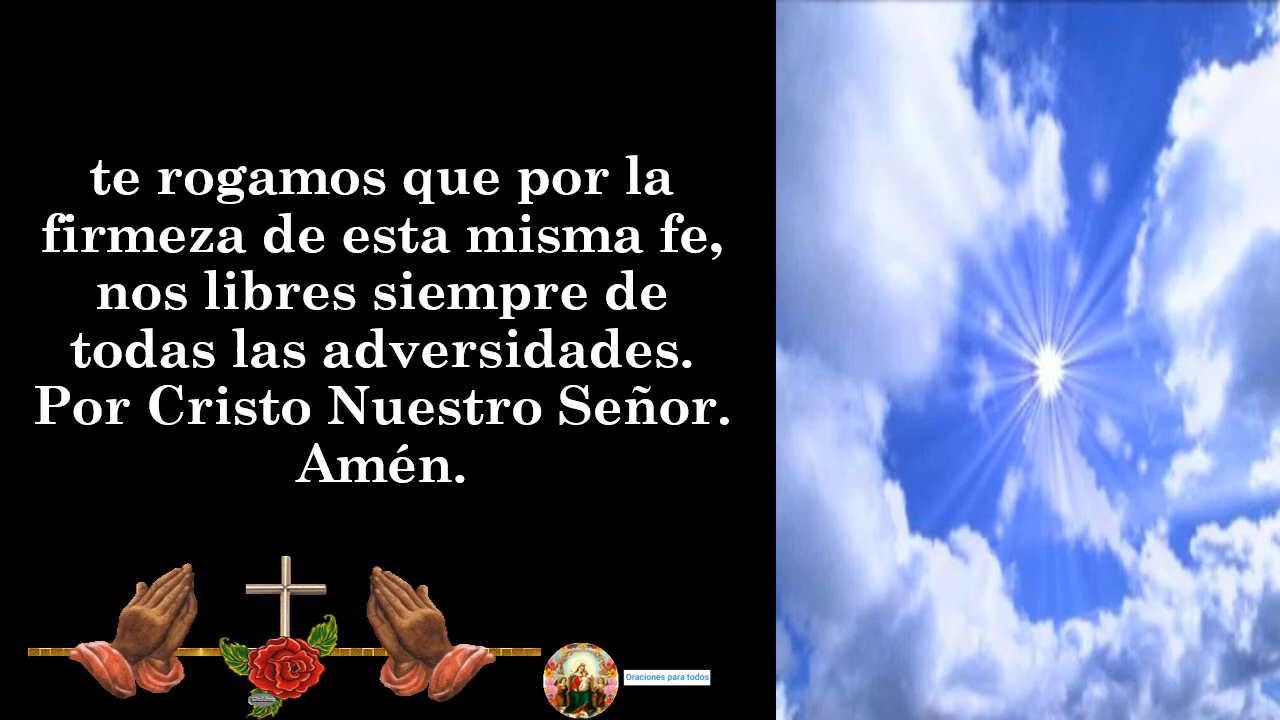 te rogamos que por la
firmeza de esta misma fe,
nos libres siempre de
todas las adversidades.
Por Cristo Nuestro Señor.
Amén.
Oraciones para todos